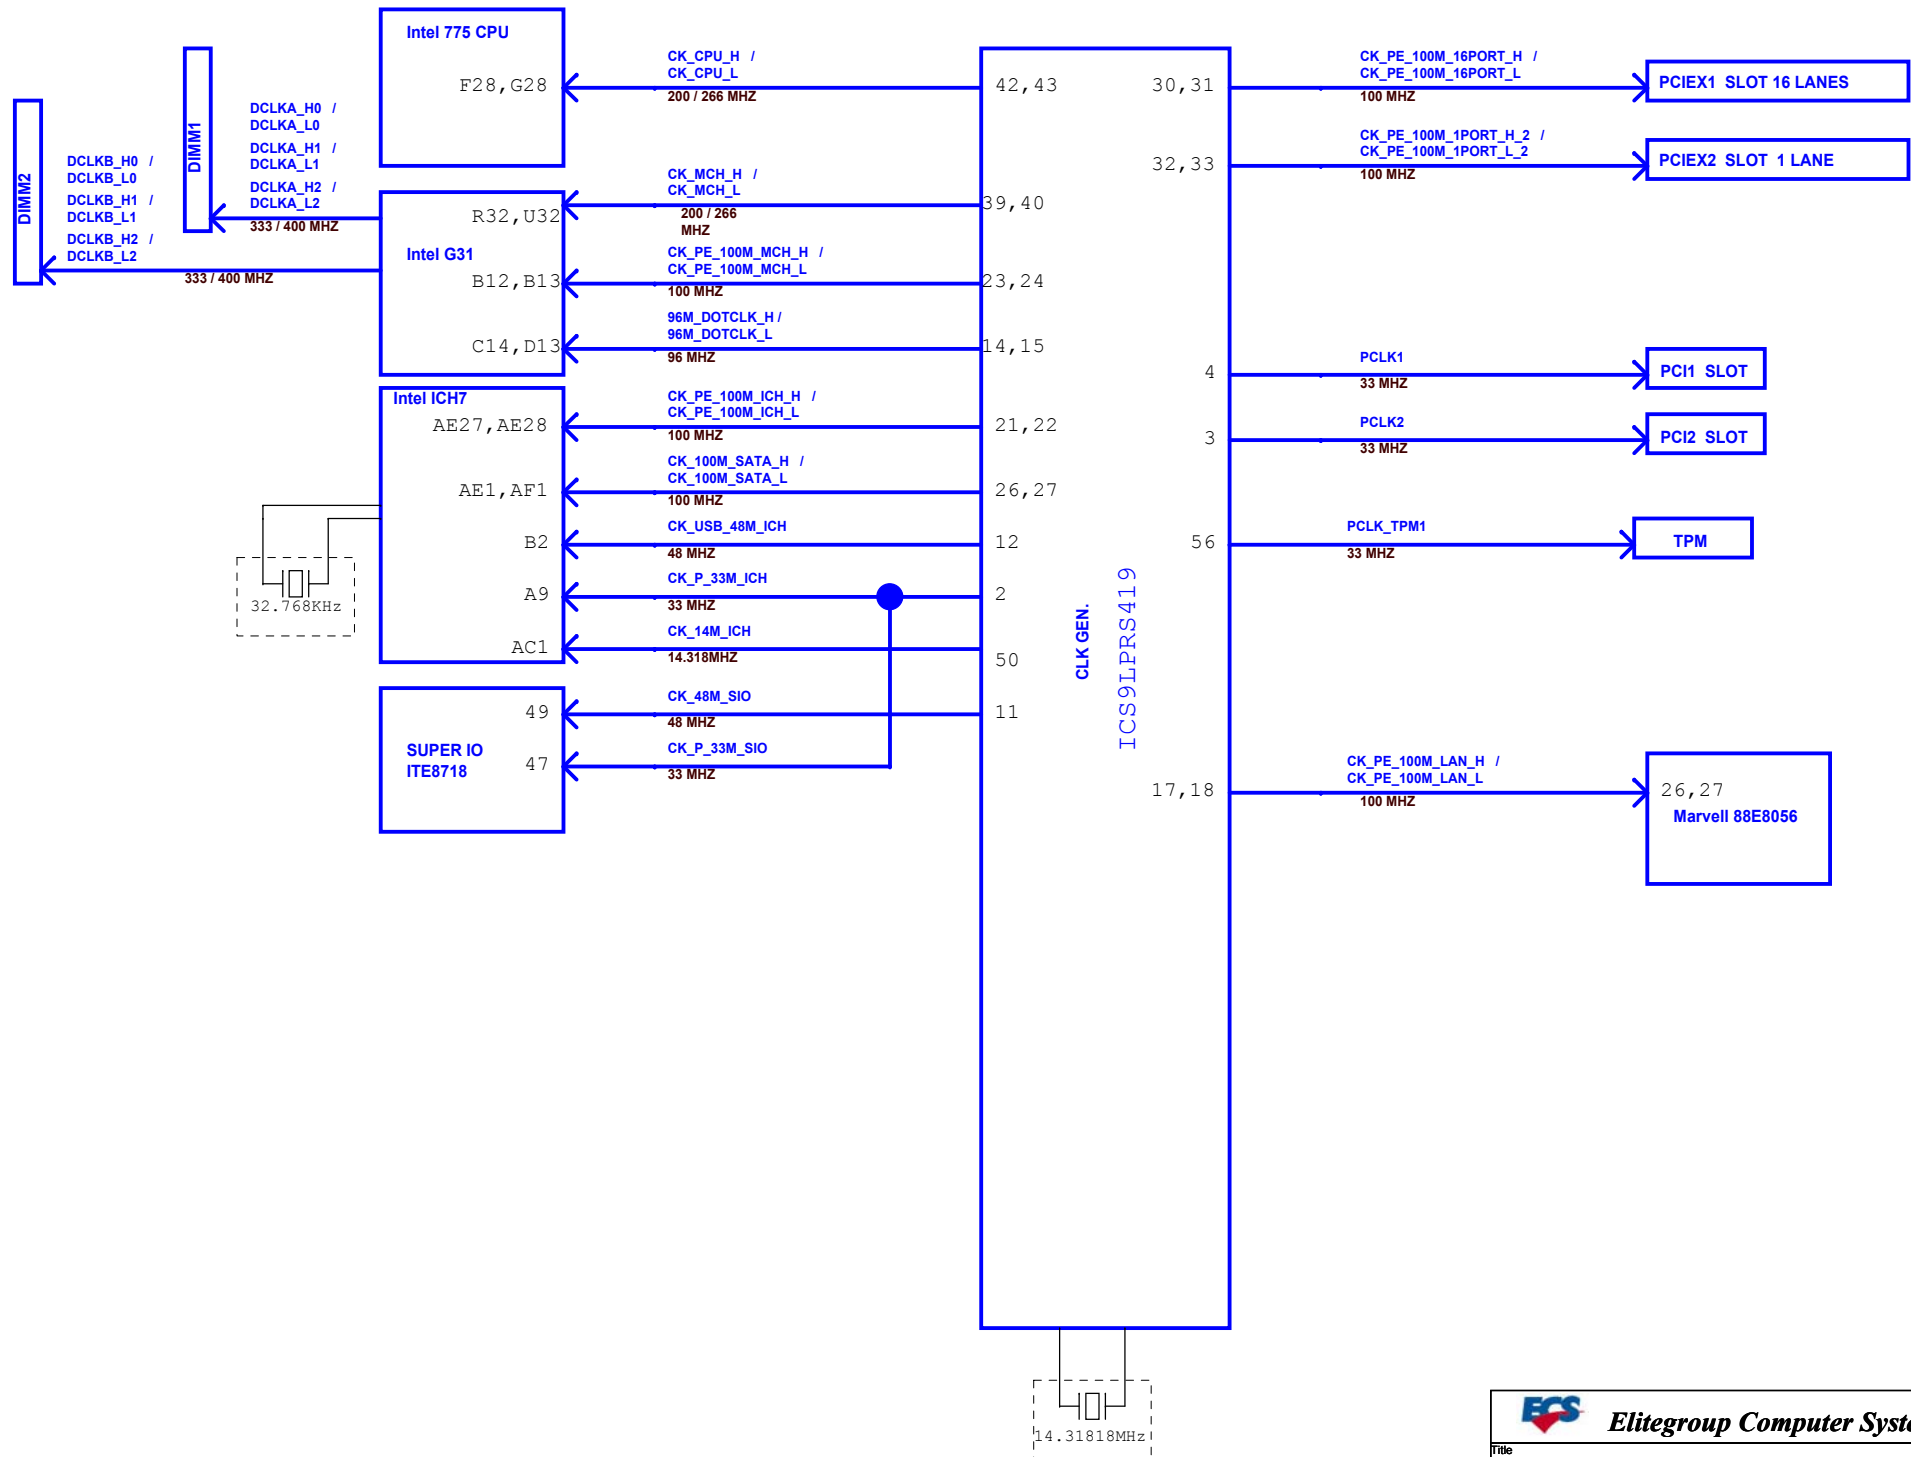 Intel 775 CPU
F28,G28
CK_CPU_H /
CK_CPU_L
200 / 266 MHZ
42,43
30,31
CK_PE_100M_16PORT_H /
CK_PE_100M_16PORT_L
100 MHZ
PCIEX1 SLOT 16 LANES
32,33
CK_PE_100M_1PORT_H_2 /
CK_PE_100M_1PORT_L_2
100 MHZ
PCIEX2 SLOT 1 LANE
DIMM2
DCLKB_H0 /
DCLKB_L0
DCLKB_H1 /
DCLKB_L1
DCLKB_H2 /
DCLKB_L2
333 / 400 MHZ
DIMM1
DCLKA_H0 /
DCLKA_L0
DCLKA_H1 /
DCLKA_L1
DCLKA_H2 /
DCLKA_L2
333 / 400 MHZ
Intel G31
R32,U32
CK_MCH_H /
CK_MCH_L
200 / 266
MHZ
39,40
B12,B13
CK_PE_100M_MCH_H /
CK_PE_100M_MCH_L
100 MHZ
23,24
C14,D13
96M_DOTCLK_H /
96M_DOTCLK_L
96 MHZ
14,15
4
PCLK1
33 MHZ
PCI1 SLOT
3
PCLK2
33 MHZ
PCI2 SLOT
56
PCLK_TPM1
33 MHZ
TPM
Intel ICH7
AE27,AE28
CK_PE_100M_ICH_H /
CK_PE_100M_ICH_L
100 MHZ
21,22
AE1,AF1
CK_100M_SATA_H /
CK_100M_SATA_L
100 MHZ
26,27
B2
CK_USB_48M_ICH
48 MHZ
12
A9
CK_P_33M_ICH
33 MHZ
2
AC1
CK_14M_ICH
14.318MHZ
50
32.768KHz
SUPER IO
ITE8718
49
CK_48M_SIO
48 MHZ
11
47
CK_P_33M_SIO
33 MHZ
CLK GEN.
ICS9LPRS419
17,18
CK_PE_100M_LAN_H /
CK_PE_100M_LAN_L
100 MHZ
26,27
Marvell 88E8056
14.31818MHz
ECS
Elitegroup Computer Syst
Title